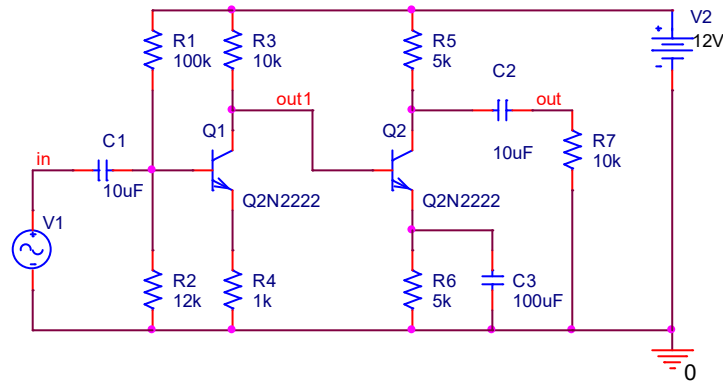 V2
12V
R1
100k
R3
10k
R5
5k
C2
out1
out
C1
Q1
Q2
R7
10k
in
10uF
10uF
Q2N2222
Q2N2222
V1
R2
12k
R4
1k
R6
5k
C3
100uF
0